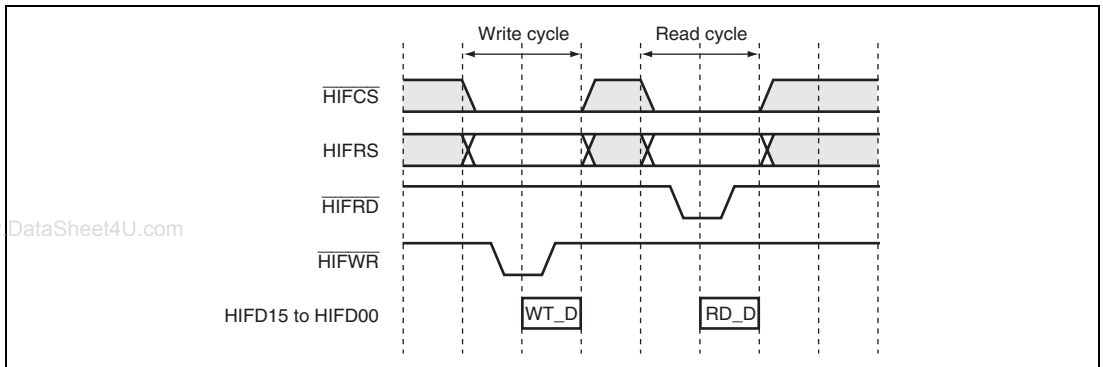 Write cycle Read cycle
HIFCS
HIFRS
HIFRD
.DataSheet4U.com
HIFWR
HIFD15 to HIFD00 WT_D RD_D